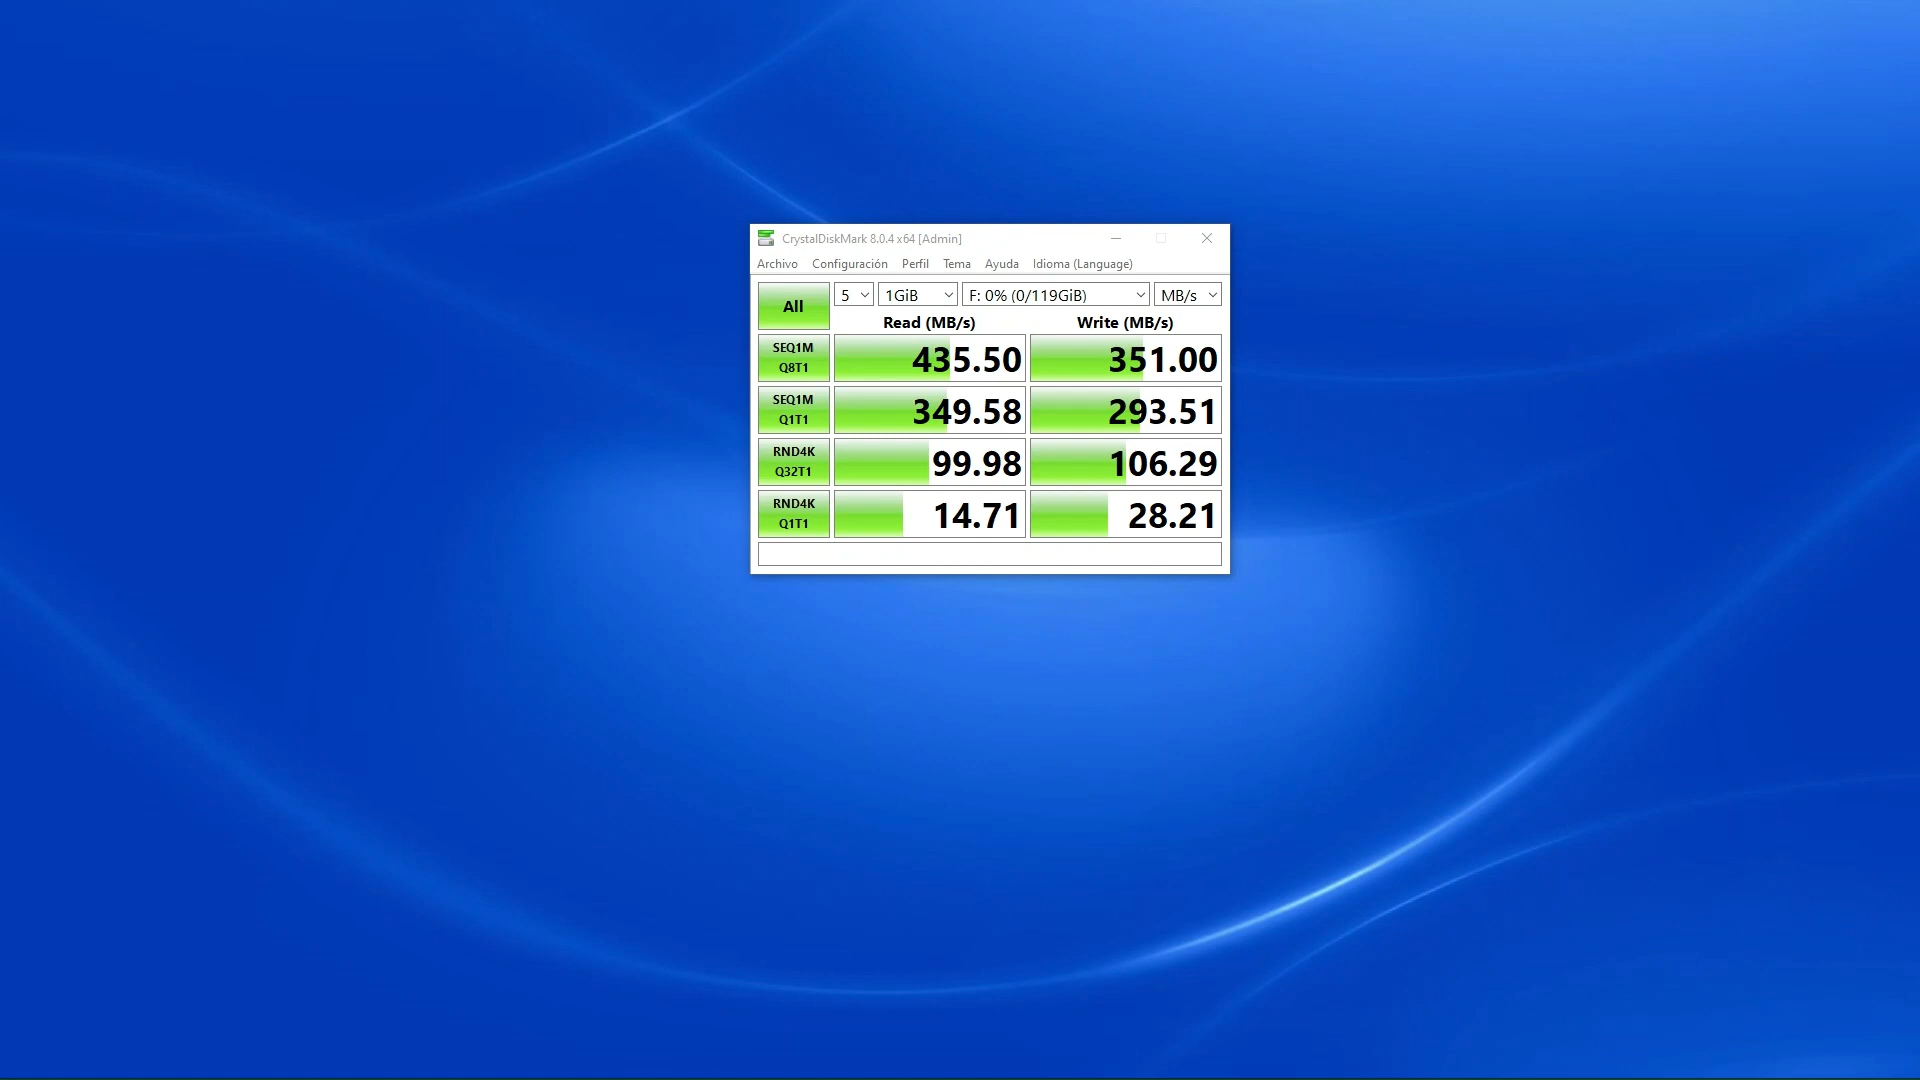 CrystalDiskMark 8.0.4 x64 [Admin]
Archivo Configuración Perfil Tema Ayuda Idioma (Language)
All 5 1GiB F: 0% (0/119GiB) MB/s
Read (MB/s) Write (MB/s)
SEQ1M
Q8T1 435.50 351.00
SEQ1M
Q1T1 349.58 293.51
RND4K
Q32T1 99.98 106.29
RND4K
Q1T1 14.71 28.21